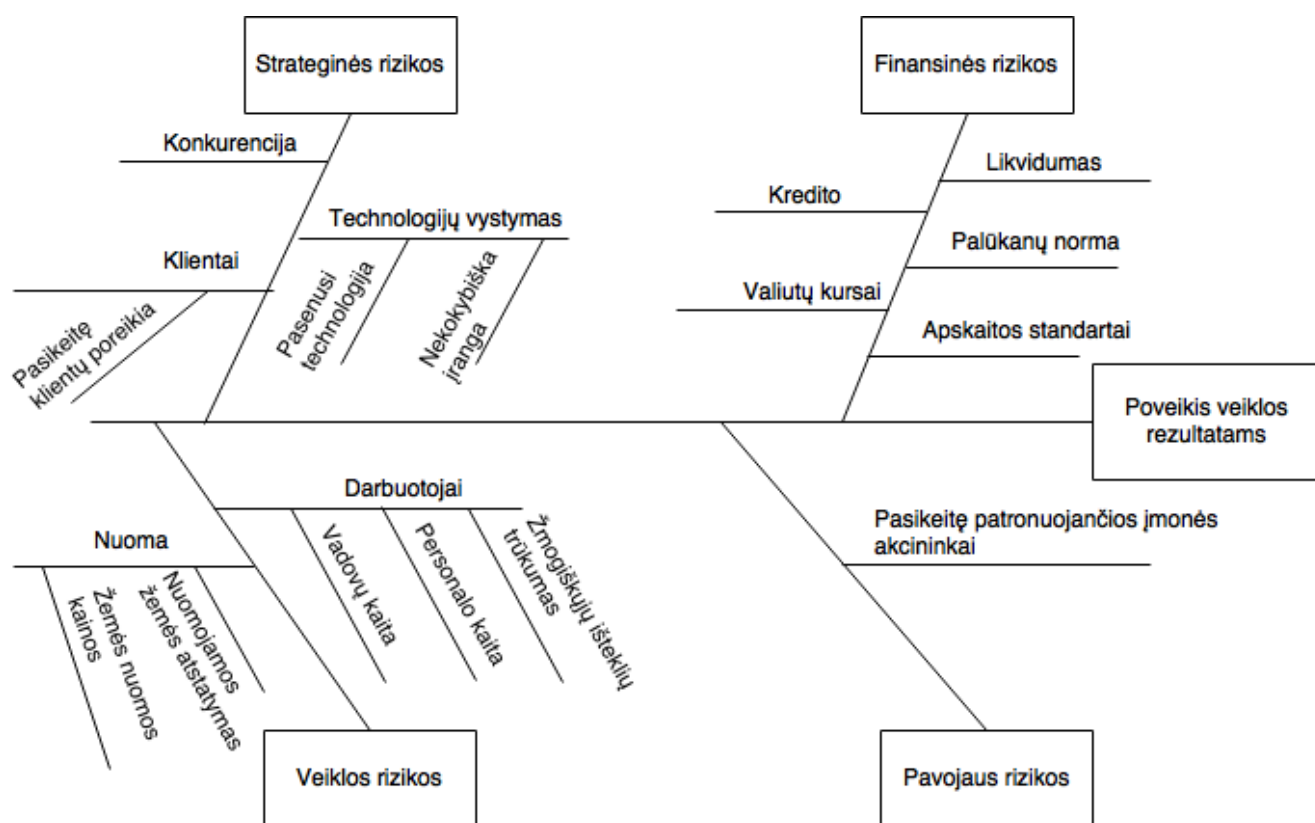 Strateginės rizikos
Finansinės rizikos
Konkurencija
Likvidumas
Kredito
Technologijų vystymas
Palūkanų norma
Klientai
Valiutų kursai
Pasenusi
technologija
Nekokybiška
įranga
Apskaitos standartai
Pasikeitę
klientų poreikia
Poveikis veiklos
rezultatams
Darbuotojai
Pasikeitę patronuojančios įmonės
akcininkai
Nuoma
Vadovų kaita
Personalo kaita
Žmogiškųjų išteklių
trūkumas
Žemės nuomos
kainos
Nuomojamos
žemės atstatymas
Veiklos rizikos
Pavojaus rizikos